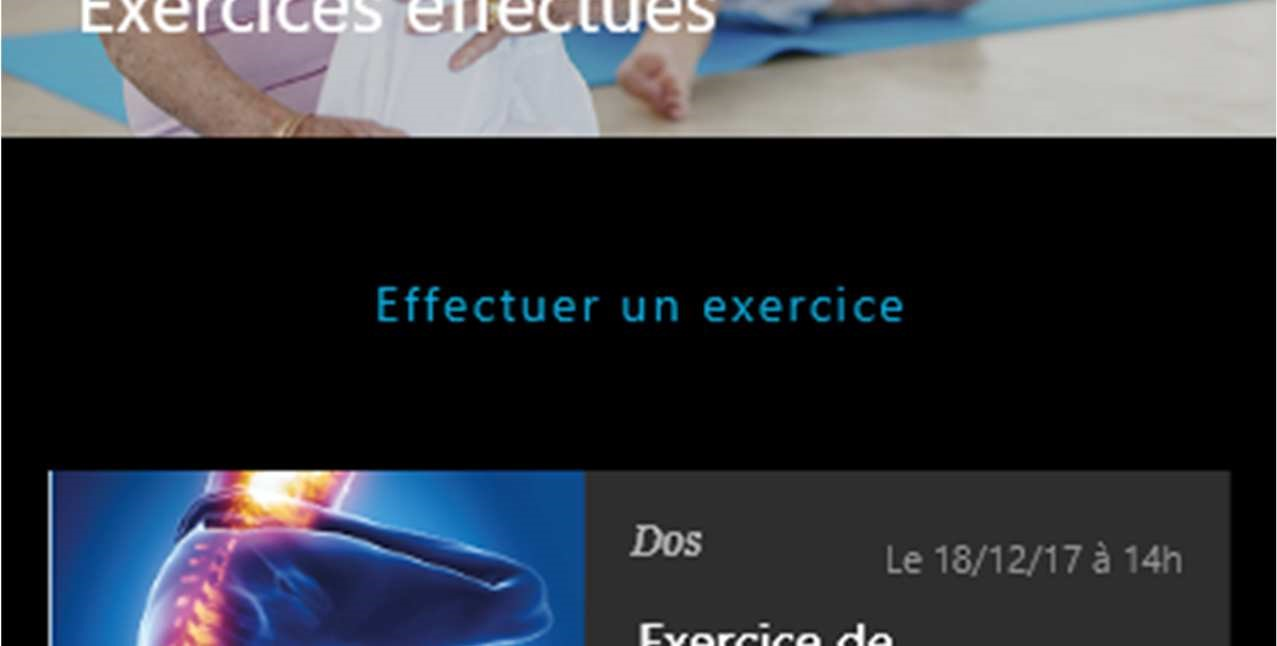 Exercices effectués
Effectuer un exercice
Dos
Le 18/12/17 à 14h
Exercice de